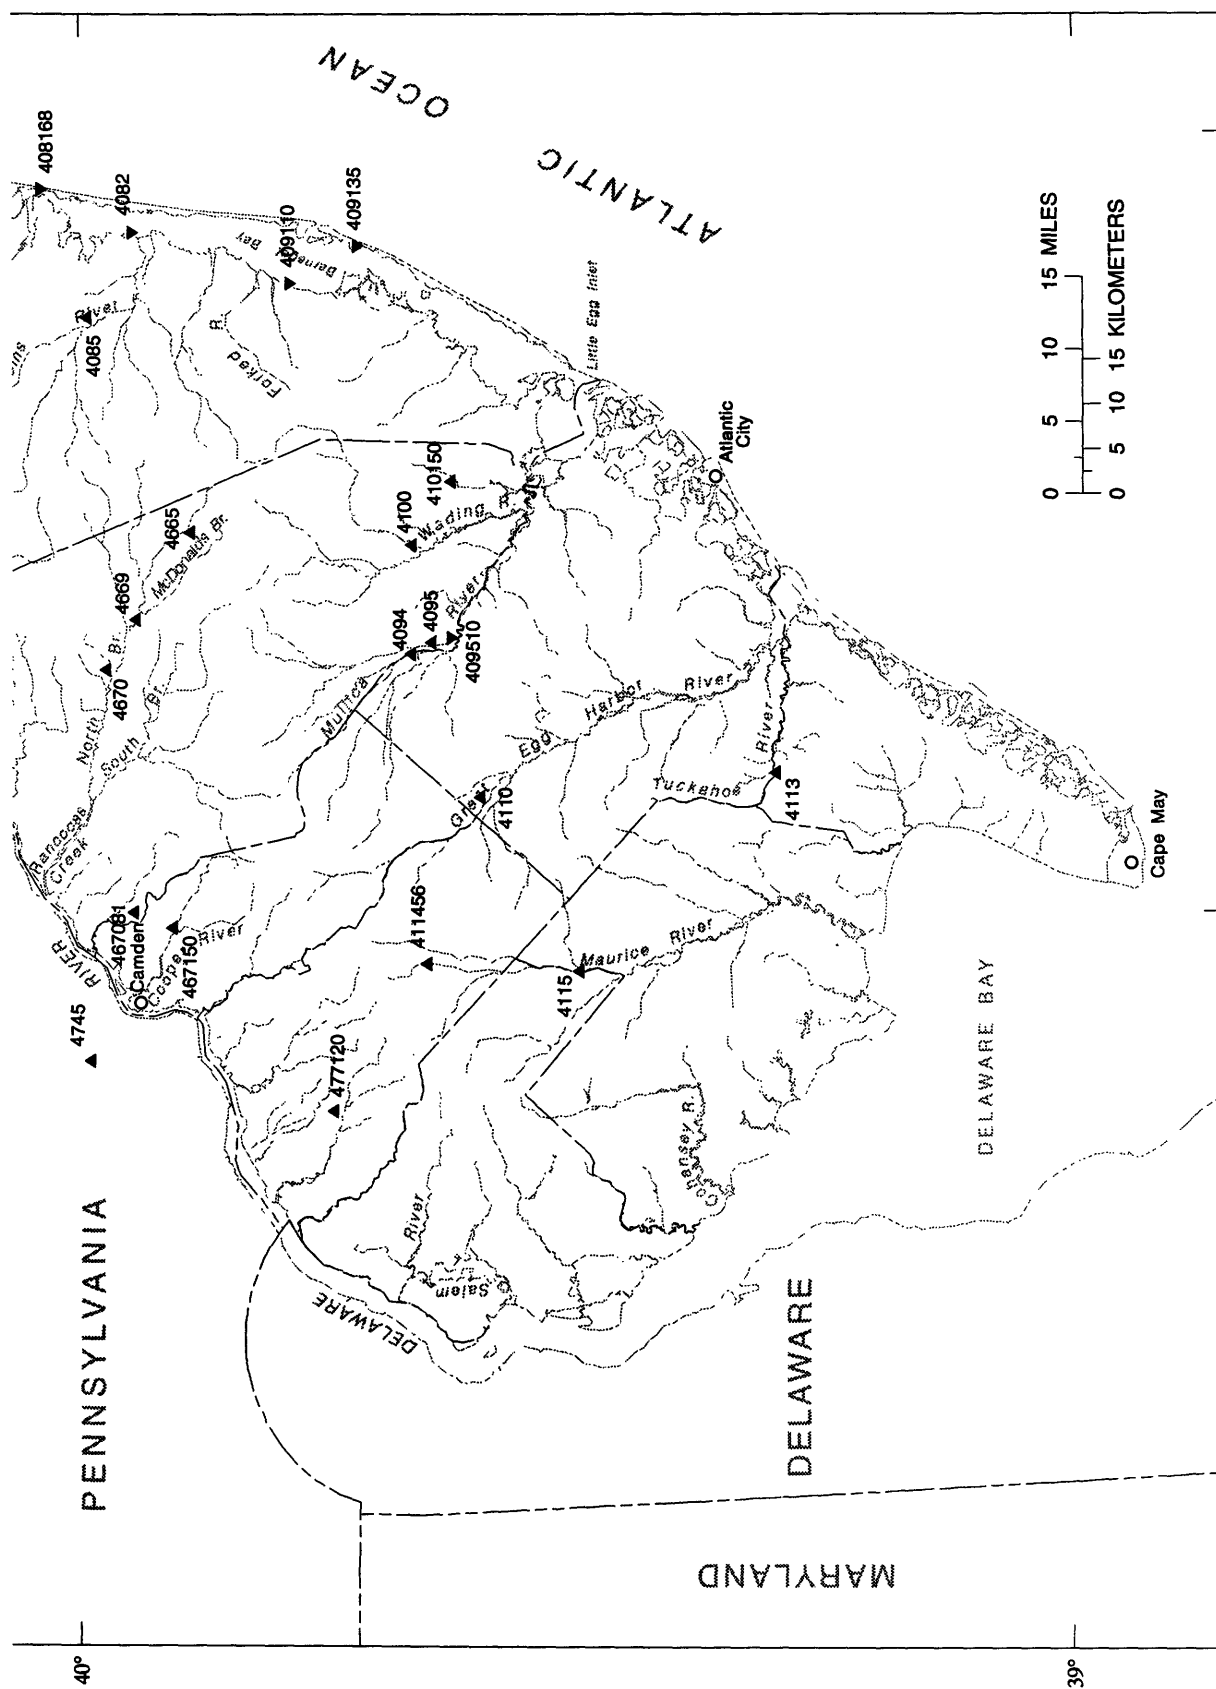 PENNSYLVANIA
MARYLAND
DELAWARE
DELAWARE BAY
ATLANTIC
OCEAN
DELAWARE
RIVER
40°
39°
408168
4082
409110
409135
Bay
4085
River
Forked
R.
Little Egg Inlet
Atlantic
City
4665
McDonalds Br.
4669
4670
North
Br.
South
Br.
Rancocas
Creek
467081
Camden
Cooper
River
467150
4745
477120
411456
4100
410150
Wading R.
4094
4095
409510
Mullica
River
Great
Egg
Harbor
River
4110
Tuckahoe
River
4113
4115
Maurice
River
Cohansey R.
Salem
River
Cape May
0 5 10 15 MILES
0 5 10 15 KILOMETERS